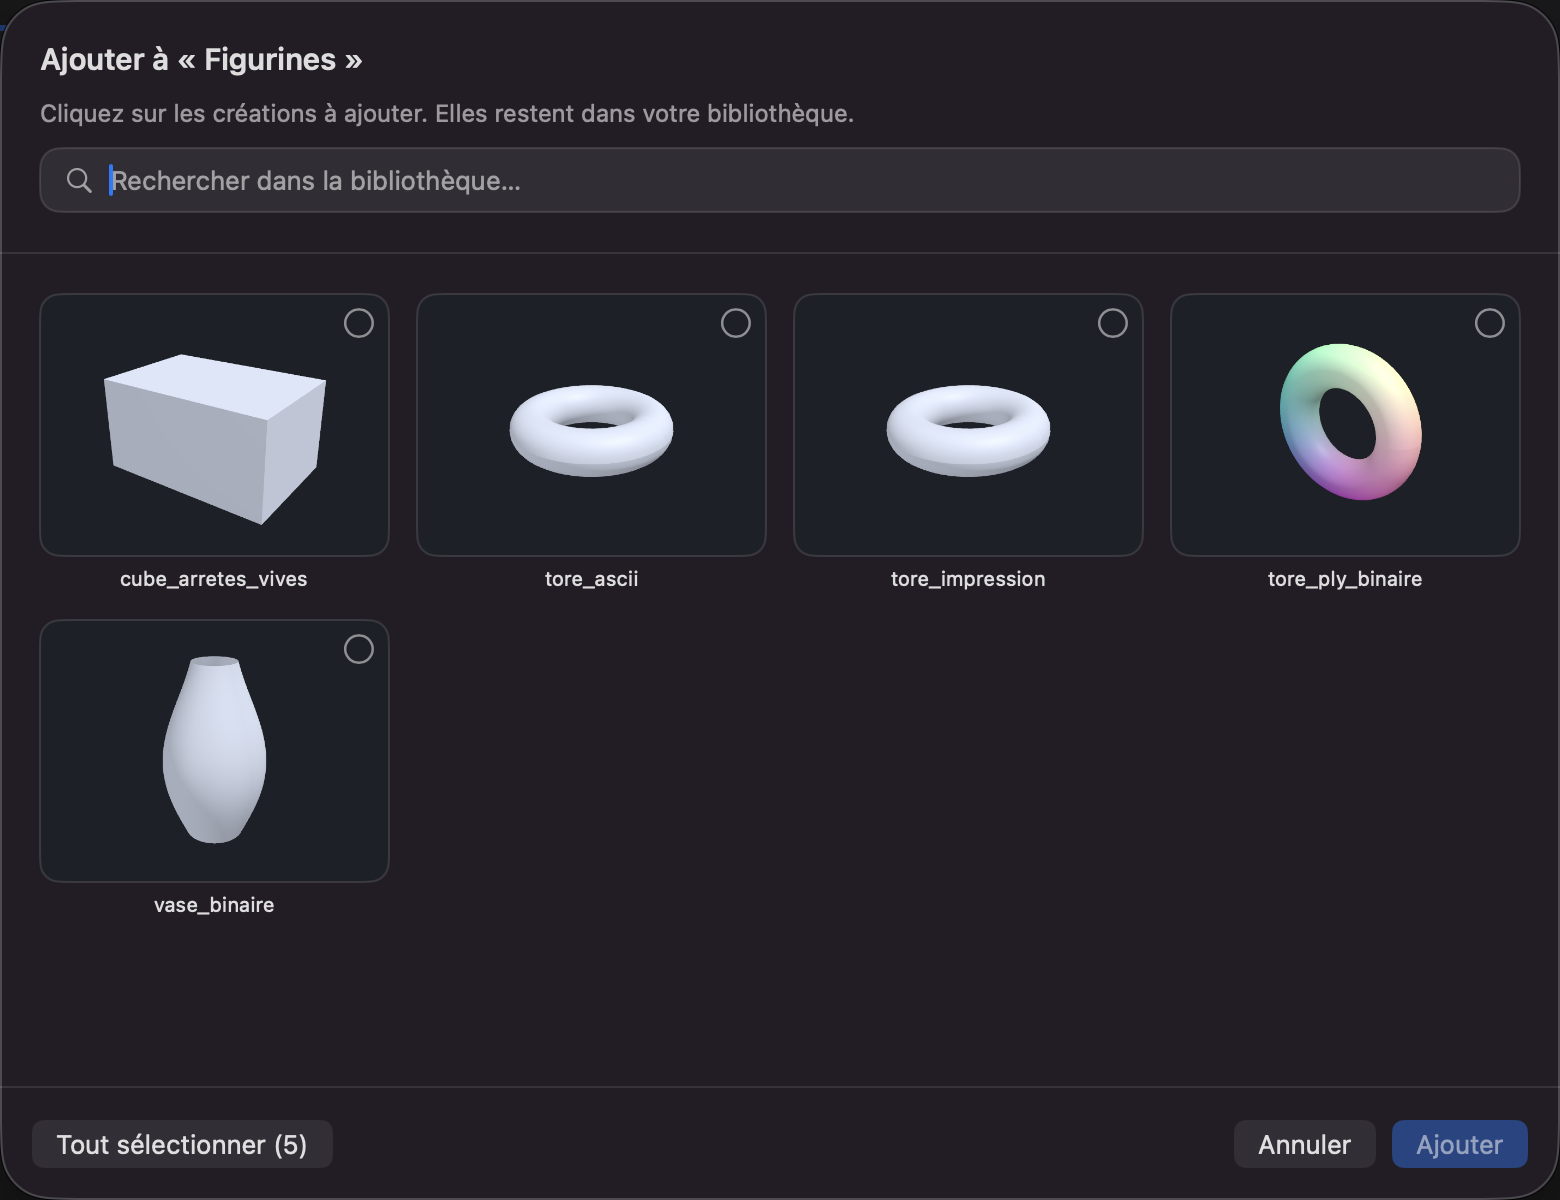 Ajouter à « Figurines »
Cliquez sur les créations à ajouter. Elles restent dans votre bibliothèque.
Rechercher dans la bibliothèque...
cube_arretes_vives
tore_ascii
tore_impression
tore_ply_binaire
vase_binaire
Tout sélectionner (5)
Annuler
Ajouter